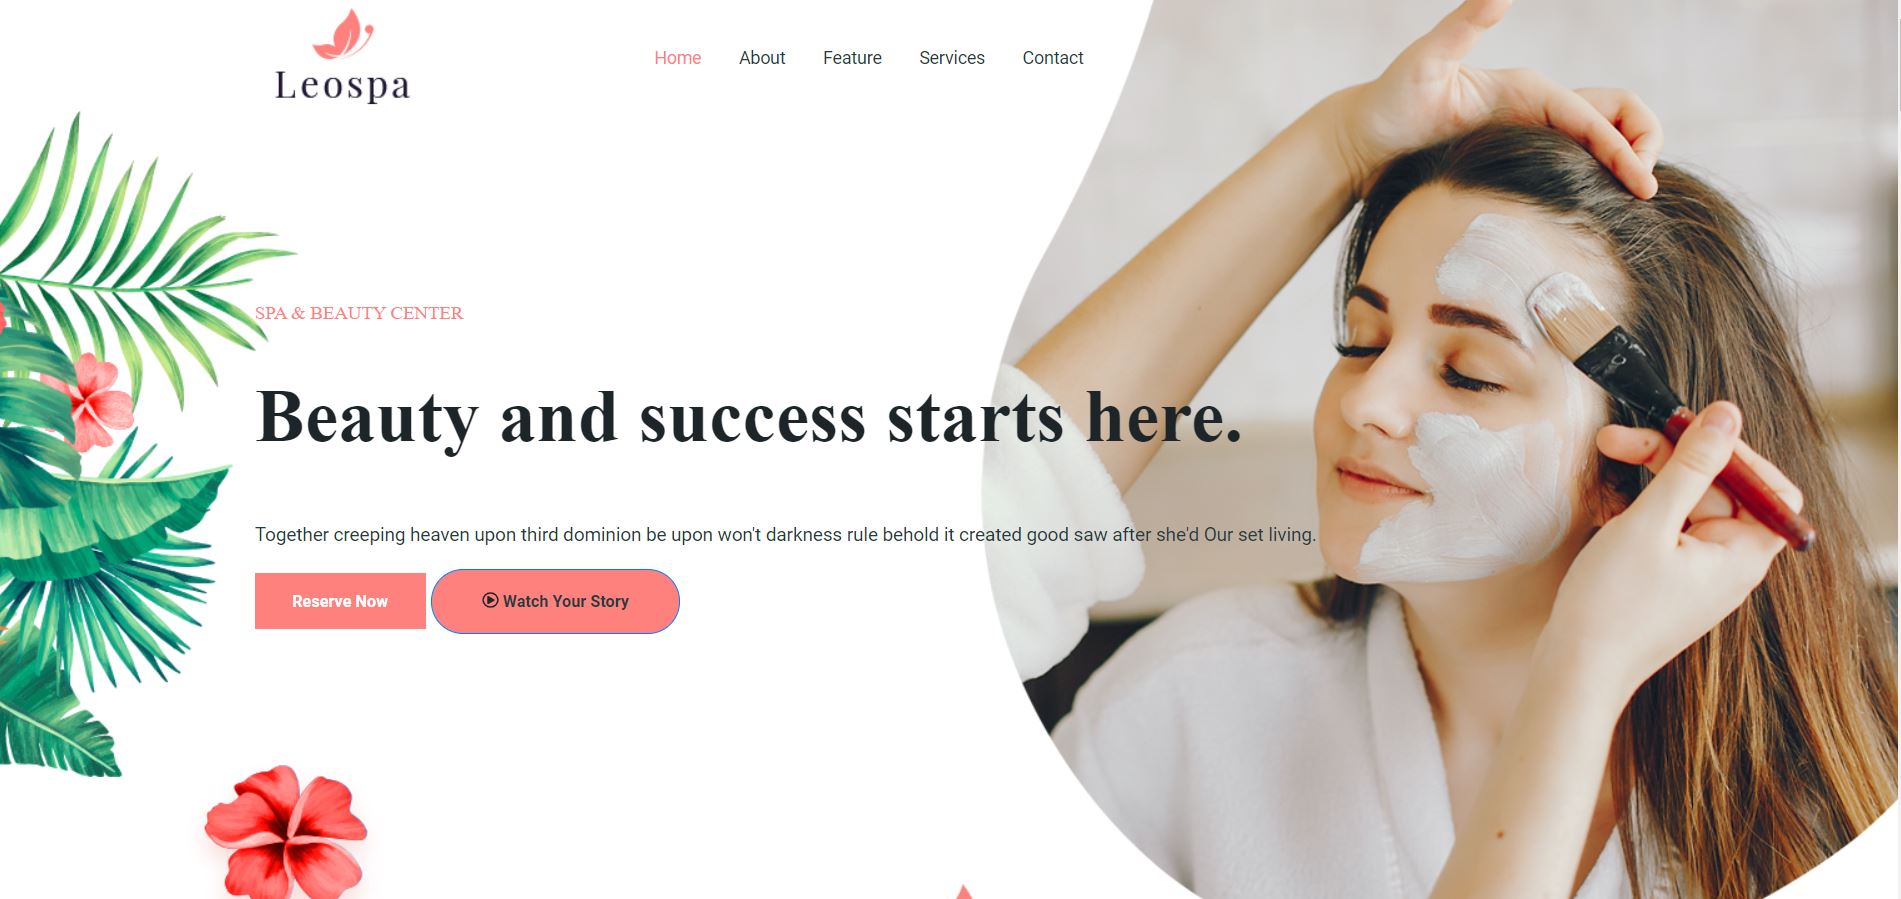 Leospa
Home About Feature Services Contact
SPA & BEAUTY CENTER
Beauty and success starts here.
Together creeping heaven upon third dominion be upon won't darkness rule behold it created good saw after she'd Our set living.
Reserve Now Watch Your Story